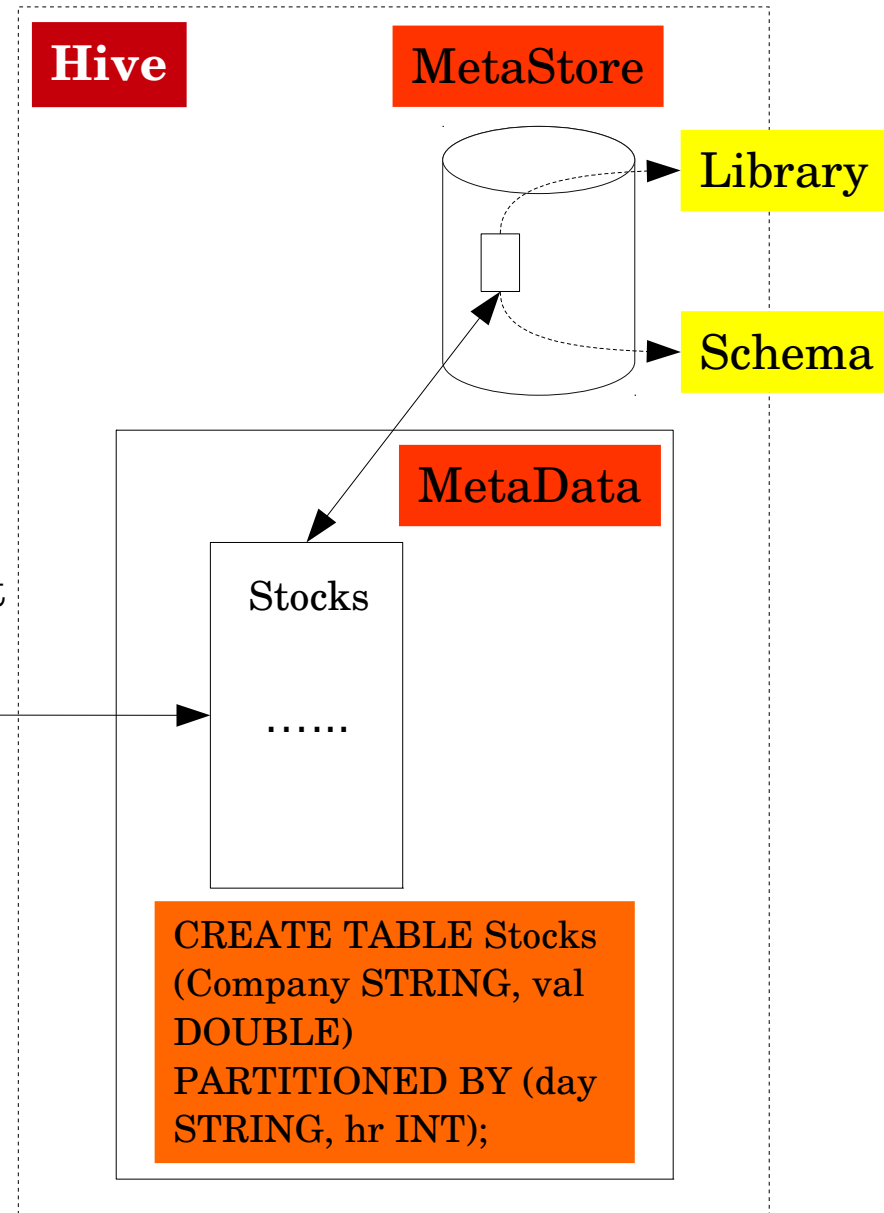 Hive
MetaStore
Library
Schema
MetaData
t
Stocks
......
CREATE TABLE Stocks
(Company STRING, val
DOUBLE)
PARTITIONED BY (day
STRING, hr INT);